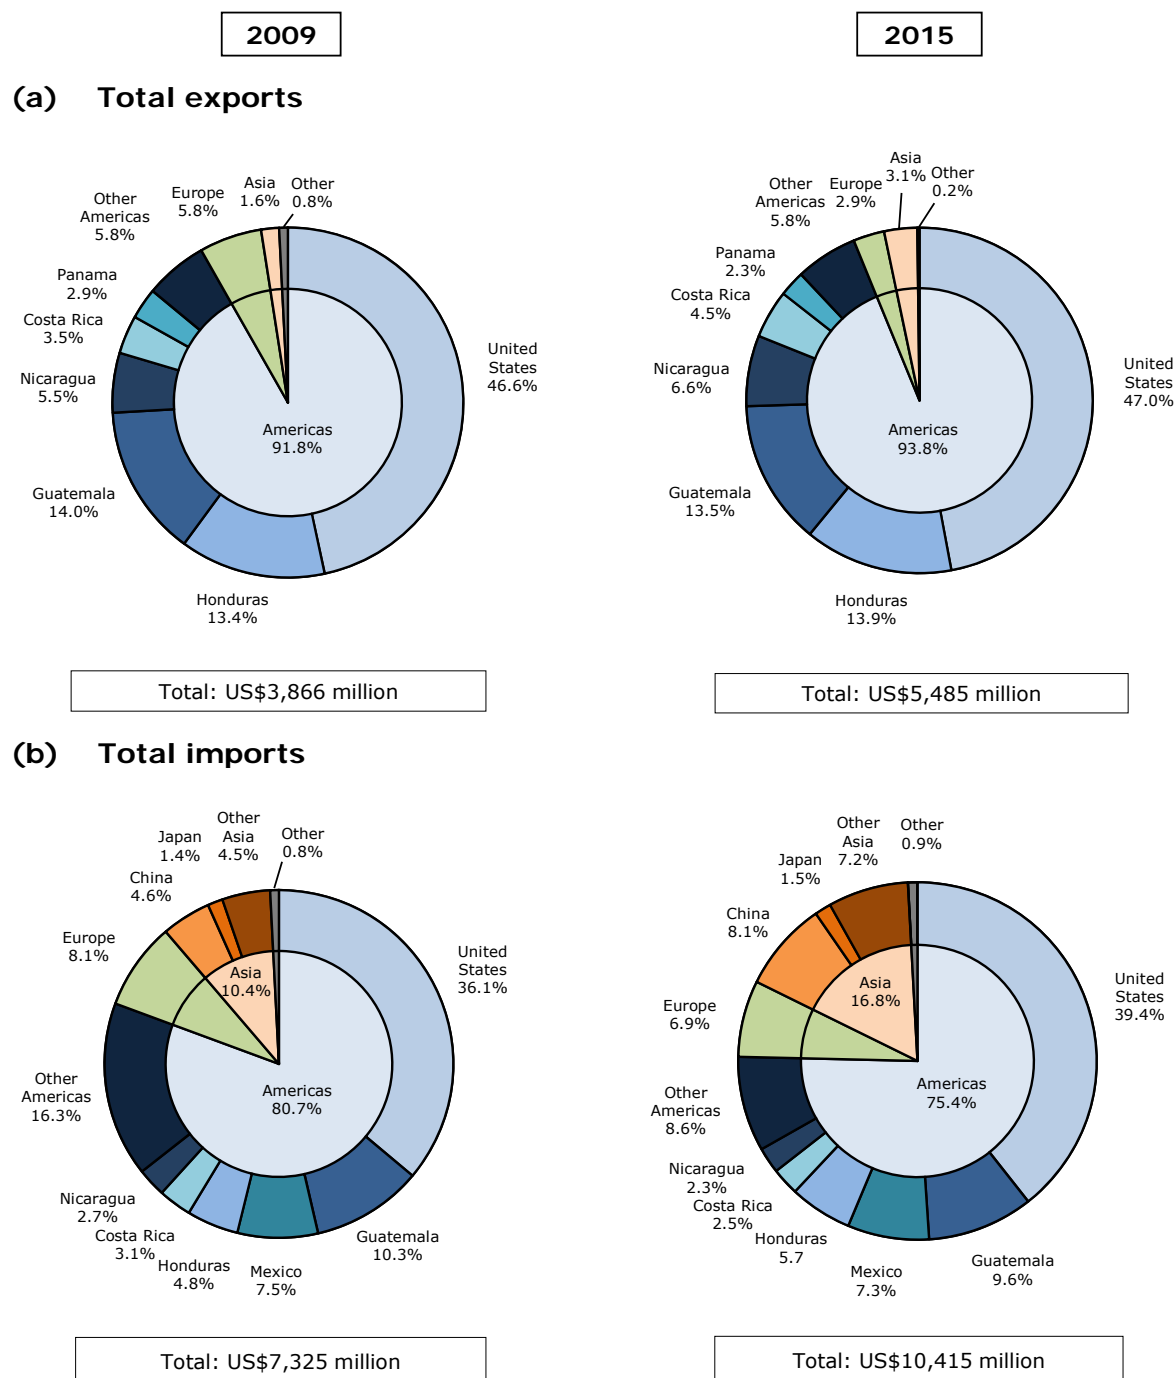 2009
2015
(a) Total exports
Other
Americas
5.8%
Europe
5.8%
Asia
1.6%
Other
0.8%
Panama
2.9%
Costa Rica
3.5%
Nicaragua
5.5%
Guatemala
14.0%
Honduras
13.4%
United
States
46.6%
Americas
91.8%
Total: US$3,866 million
Other
Americas
5.8%
Europe
2.9%
Asia
3.1%
Other
0.2%
Panama
2.3%
Costa Rica
4.5%
Nicaragua
6.6%
Guatemala
13.5%
Honduras
13.9%
United
States
47.0%
Americas
93.8%
Total: US$5,485 million
(b) Total imports
Japan
1.4%
Other
Asia
4.5%
Other
0.8%
China
4.6%
Europe
8.1%
Asia
10.4%
United
States
36.1%
Americas
80.7%
Other
Americas
16.3%
Nicaragua
2.7%
Costa Rica
3.1%
Honduras
4.8%
Mexico
7.5%
Guatemala
10.3%
Total: US$7,325 million
Japan
1.5%
Other
Asia
7.2%
Other
0.9%
China
8.1%
Europe
6.9%
Asia
16.8%
United
States
39.4%
Americas
75.4%
Other
Americas
8.6%
Nicaragua
2.3%
Costa Rica
2.5%
Honduras
5.7
Mexico
7.3%
Guatemala
9.6%
Total: US$10,415 million